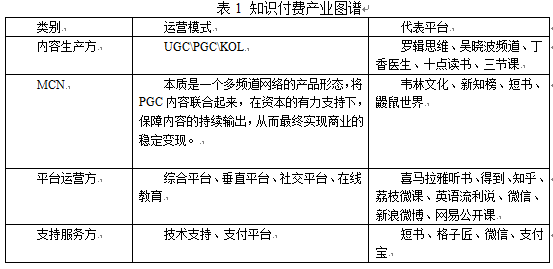 表 1 知识付费产业图谱
类别 运营模式 代表平台
内容生产方 UGC\PGC\KOL 罗辑思维、吴晓波频道、丁
香医生、十点读书、三节课
MCN 本质是一个多频道网络的产品形态，将 韦林文化、新知榜、短书、
PGC 内容联合起来，在资本的有力支持下， 鼹鼠世界
保障内容的持续输出，从而最终实现商业的
稳定变现。
平台运营方 综合平台、垂直平台、社交平台、在线 喜马拉雅听书、得到、知乎、
教育 荔枝微课、英语流利说、微信、
新浪微博、网易公开课
支持服务方 技术支持、支付平台 短书、格子匠、微信、支付
宝